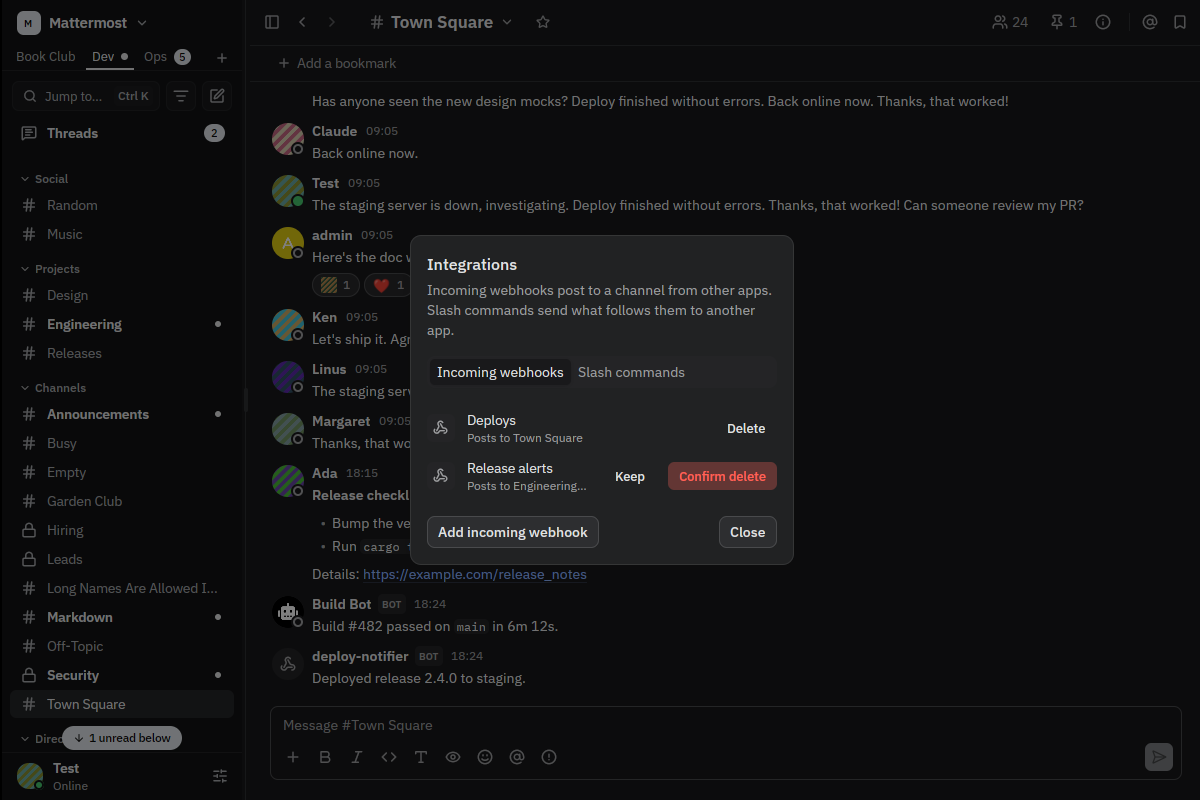 M Mattermost
Book Club Dev Ops 5
Jump to... Ctrl K
Threads 2
Social
Random
Music
Projects
Design
Engineering
Releases
Channels
Announcements
Busy
Empty
Garden Club
Hiring
Leads
Long Names Are Allowed I...
Markdown
Off-Topic
Security
Town Square
Direc
1 unread below
Test
Online
# Town Square 24 1
Add a bookmark
Has anyone seen the new design mocks? Deploy finished without errors. Back online now. Thanks, that worked!
Claude 09:05
Back online now.
Test 09:05
The staging server is down, investigating. Deploy finished without errors. Thanks, that worked! Can someone review my PR?
A admin 09:05
Here's the doc
1 1
Ken 09:05
Let's ship it.
Linus 09:05
The staging
Margaret 09:05
Thanks, that
Ada 18:15
Release
• Bump the
• Run cargo
Details: https://example.com/release_notes
Build Bot BOT 18:24
Build #482 passed on main in 6m 12s.
deploy-notifier BOT 18:24
Deployed release 2.4.0 to staging.
Message #Town Square
Integrations
Incoming webhooks post to a channel from other apps.
Slash commands send what follows them to another
app.
Incoming webhooks Slash commands
Deploys
Posts to Town Square
Delete
Release alerts
Posts to Engineering...
Keep Confirm delete
Add incoming webhook Close